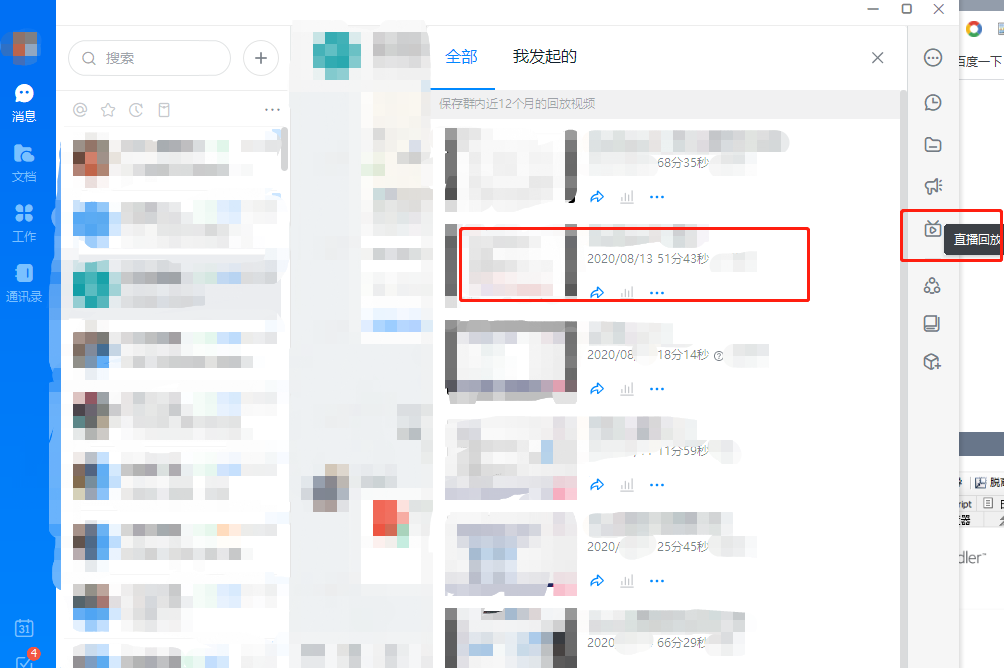 搜索
消息
文档
工作
通讯录
31
4
全部
我发起的
保存群内近12个月的回放视频
68分35秒
2020/08/13 51分43秒
2020/08/ 18分14秒
11分59秒
2020/ 25分45秒
2020 66分29秒
直播回放
百度一下
脱
ript
器
dler™